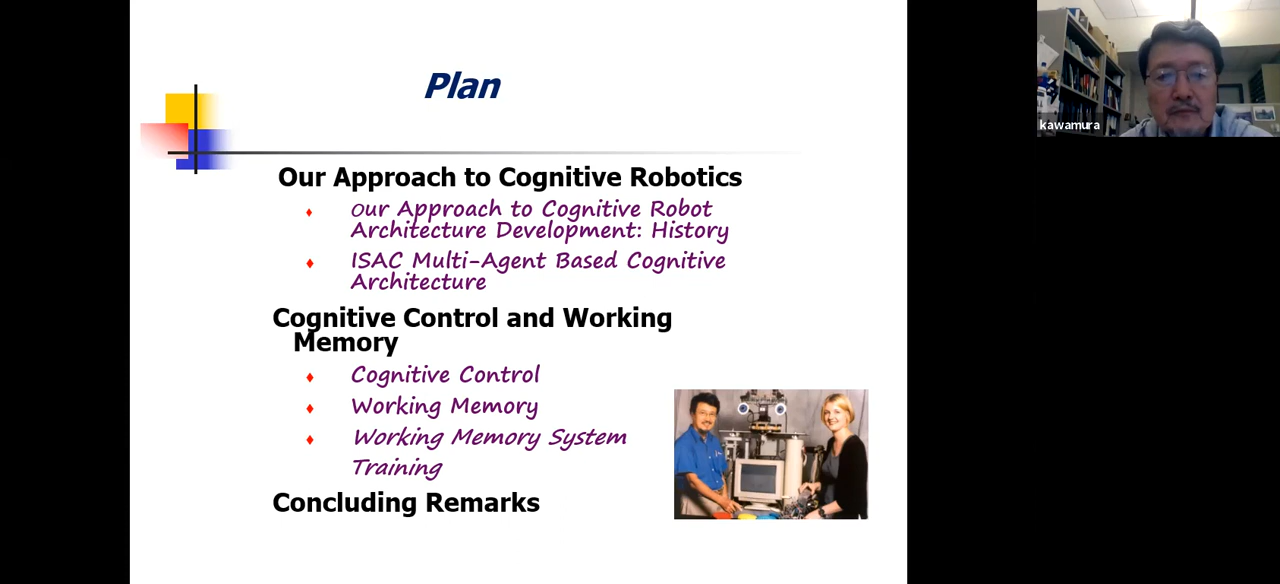 Plan
Our Approach to Cognitive Robotics
Our Approach to Cognitive Robot
Architecture Development: History
ISAC Multi-Agent Based Cognitive
Architecture
Cognitive Control and Working
Memory
Cognitive Control
Working Memory
Working Memory System
Training
Concluding Remarks
kawamura